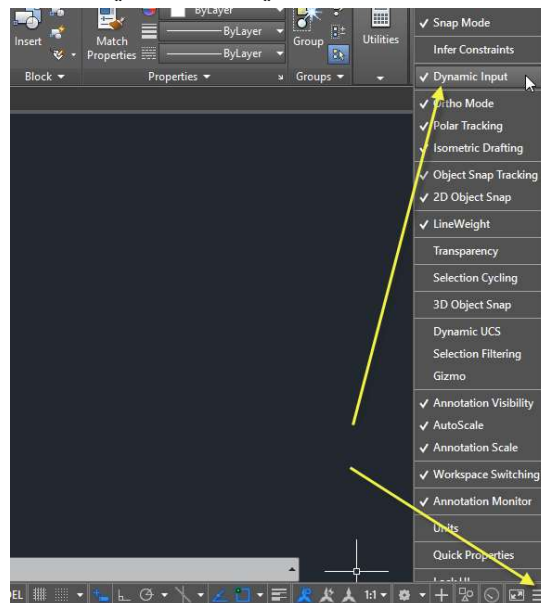 ByLayer
Insert
Match
Properties
ByLayer
ByLayer
Group
Utilities
Block
Properties
Groups
Snap Mode
Infer Constraints
Dynamic Input
Ortho Mode
Polar Tracking
Isometric Drafting
Object Snap Tracking
2D Object Snap
LineWeight
Transparency
Selection Cycling
3D Object Snap
Dynamic UCS
Selection Filtering
Gizmo
Annotation Visibility
AutoScale
Annotation Scale
Workspace Switching
Annotation Monitor
Units
Quick Properties
1:1